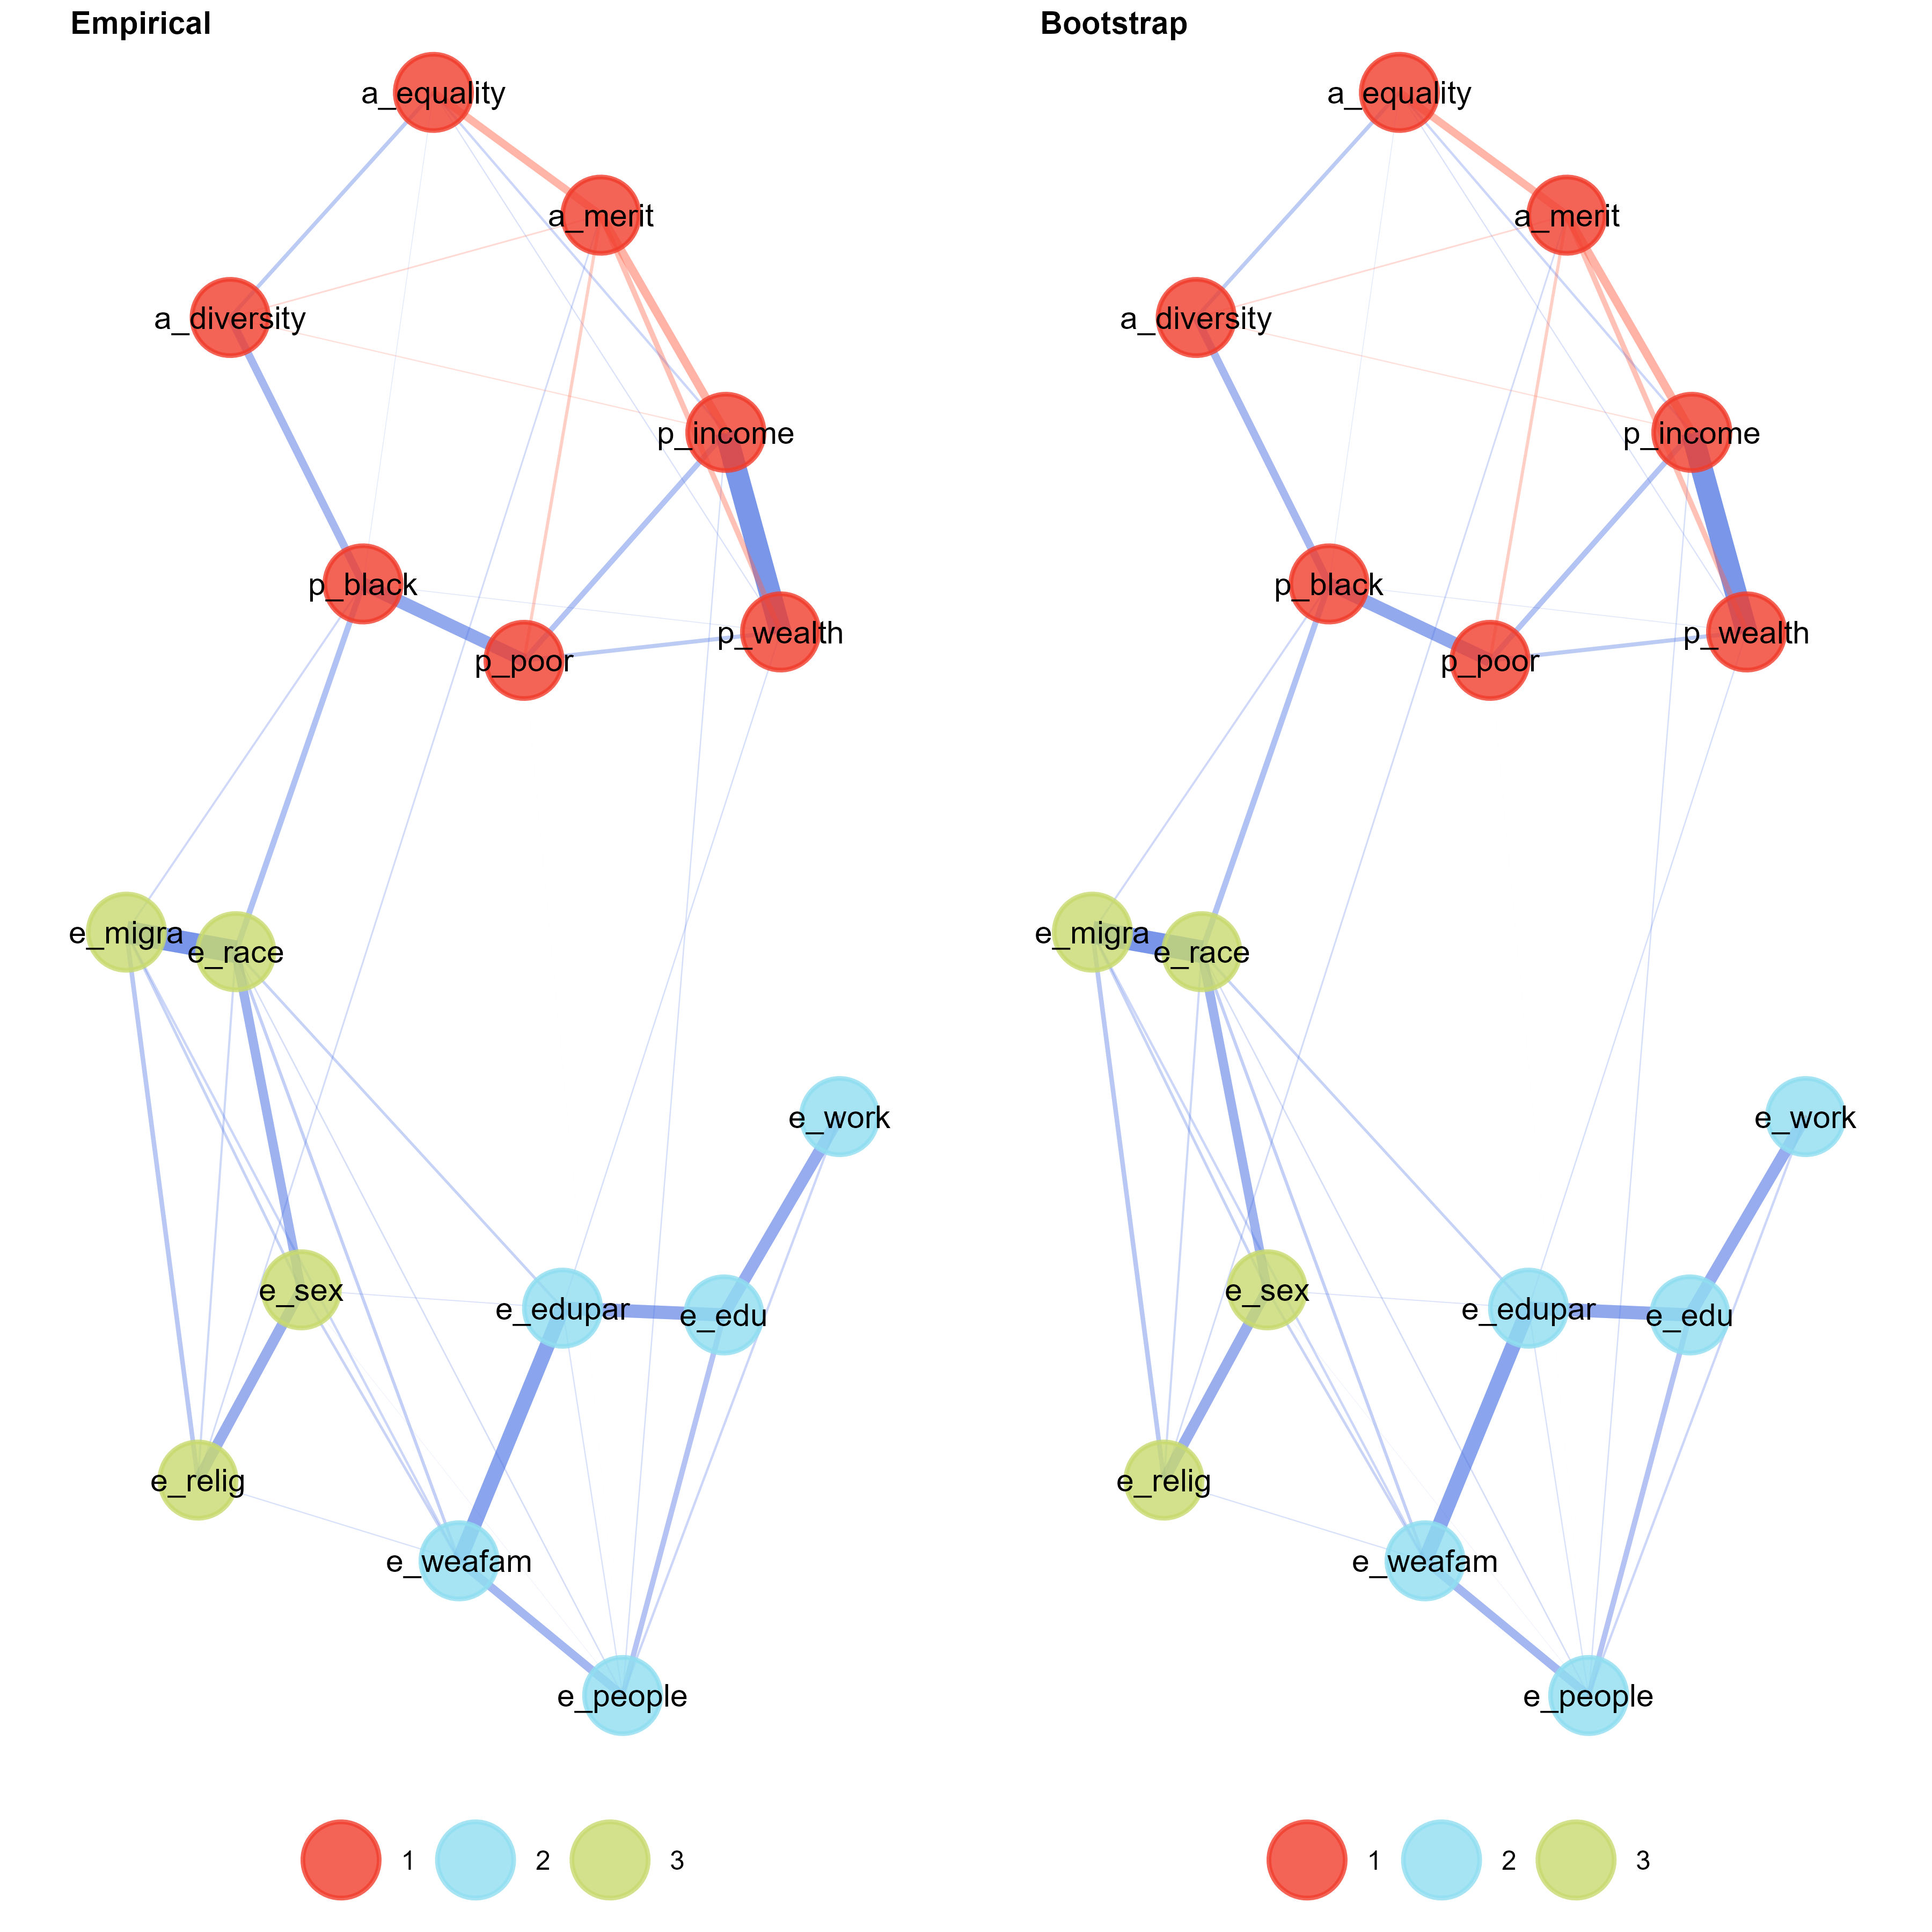 Empirical
a_equality
a_merit
a_diversity
p_income
p_black
p_wealth
p_poor
e_migra
e_race
e_work
e_sex
e_edupar
e_edu
e_relig
e_weafam
e_people
1 2 3
Bootstrap
a_equality
a_merit
a_diversity
p_income
p_black
p_wealth
p_poor
e_migra
e_race
e_work
e_sex
e_edupar
e_edu
e_relig
e_weafam
e_people
1 2 3